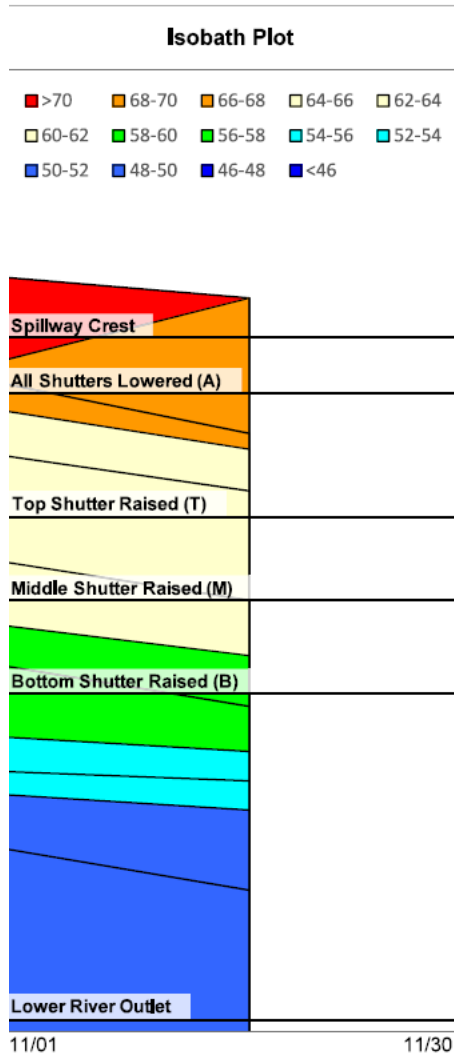 Isobath Plot
>70 68-70 66-68 64-66 62-64
60-62 58-60 56-58 54-56 52-54
50-52 48-50 46-48 <46
Spillway Crest
All Shutters Lowered (A)
Top Shutter Raised (T)
Middle Shutter Raised (M)
Bottom Shutter Raised (B)
Lower River Outlet
11/01 11/30